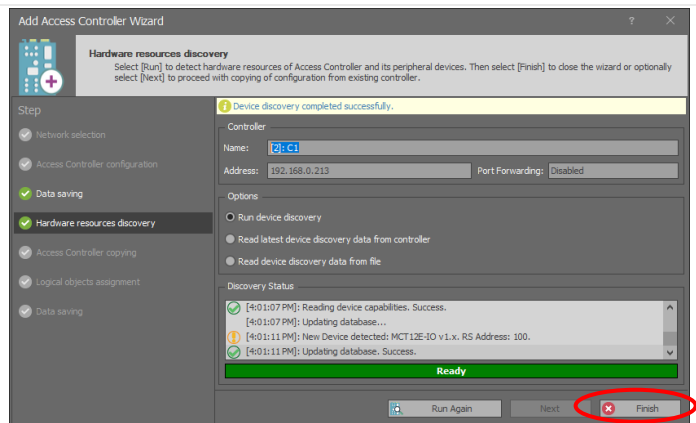 Add Access Controller Wizard
Hardware resources discovery
Select [Run] to detect hardware resources of Access Controller and its peripheral devices. Then select [Finish] to close the wizard or optionally
select [Next] to proceed with copying of configuration from existing controller.
Step
Network selection
Access Controller configuration
Data saving
Hardware resources discovery
Access Controller copying
Logical objects assignment
Data saving
Device discovery completed successfully.
Controller
Name: [2]: C1
Address: 192.168.0.213 Port Forwarding: Disabled
Options
Run device discovery
Read latest device discovery data from controller
Read device discovery data from file
Discovery Status
[4:01:07 PM]: Reading device capabilities. Success.
[4:01:07 PM]: Updating database...
[4:01:11 PM]: New Device detected: MCT12E-IO v1.x. RS Address: 100.
[4:01:11 PM]: Updating database. Success.
Ready
Run Again Next Finish